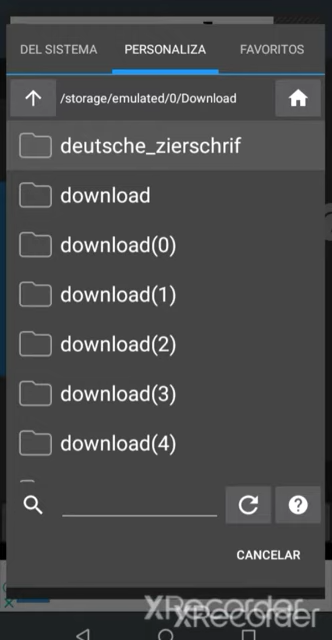 DEL SISTEMA PERSONALIZA FAVORITOS
/storage/emulated/0/Download
deutsche_zierschrif
download
download(0)
download(1)
download(2)
download(3)
download(4)
CANCELAR
XRecorder
XRecorder